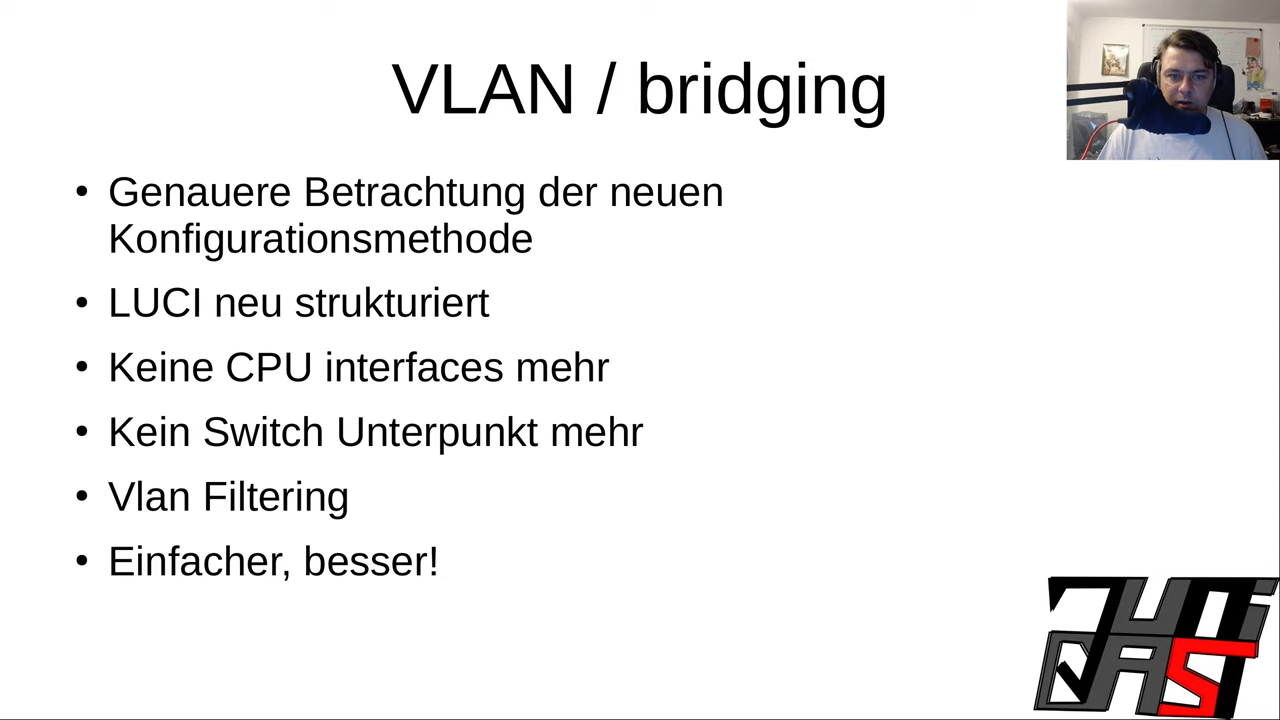 VLAN / bridging
• Genauere Betrachtung der neuen
Konfigurationsmethode
• LUCI neu strukturiert
• Keine CPU interfaces mehr
• Kein Switch Unterpunkt mehr
• Vlan Filtering
• Einfacher, besser!